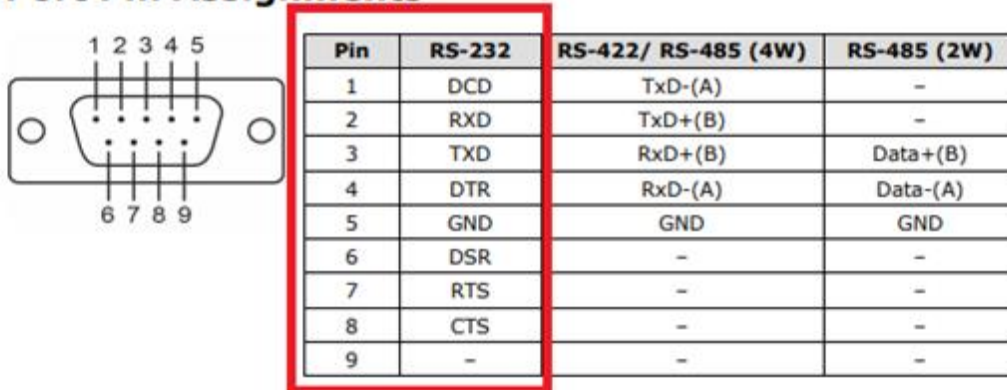 1 2 3 4 5
6 7 8 9
Pin RS-232 RS-422/ RS-485 (4W) RS-485 (2W)
1 DCD TxD-(A) –
2 RXD TxD+(B) –
3 TXD RxD+(B) Data+(B)
4 DTR RxD-(A) Data-(A)
5 GND GND GND
6 DSR – –
7 RTS – –
8 CTS – –
9 – – –